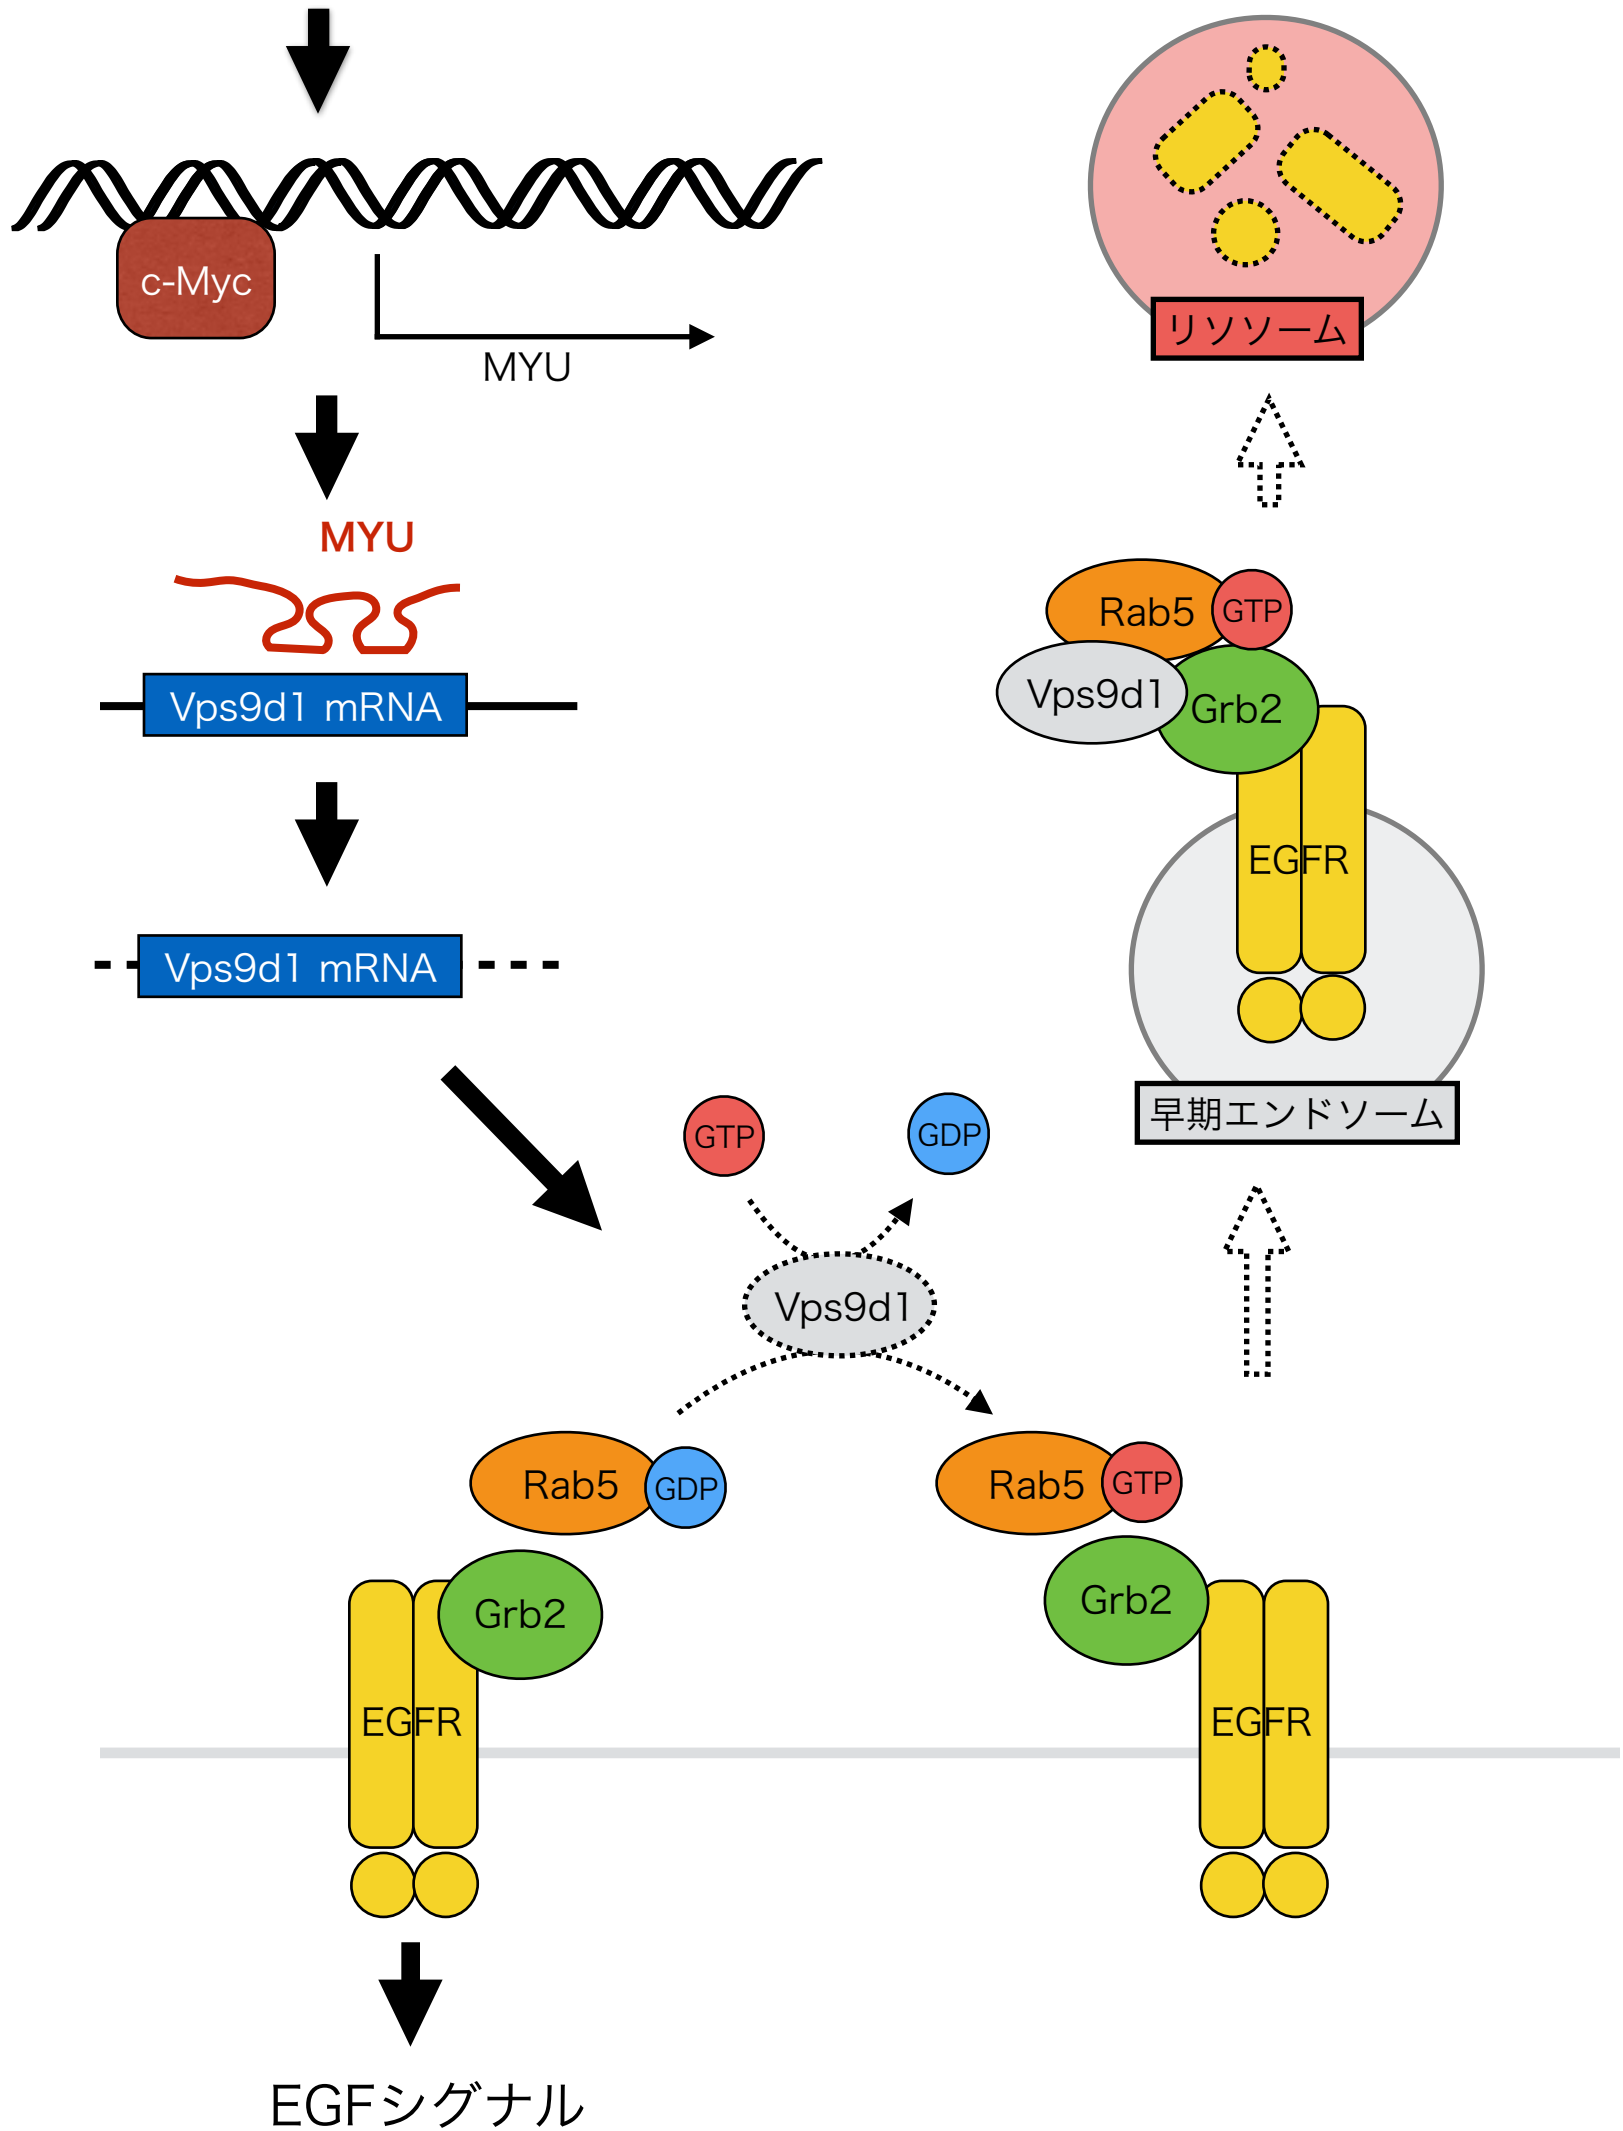 c-Myc
MYU
MYU
Vps9d1 mRNA
Vps9d1 mRNA
リソソーム
Rab5
GTP
Vps9d1
Grb2
EGFR
早期エンドソーム
GTP
GDP
Vps9d1
Rab5
GDP
Rab5
GTP
Grb2
Grb2
EGFR
EGFR
EGFシグナル